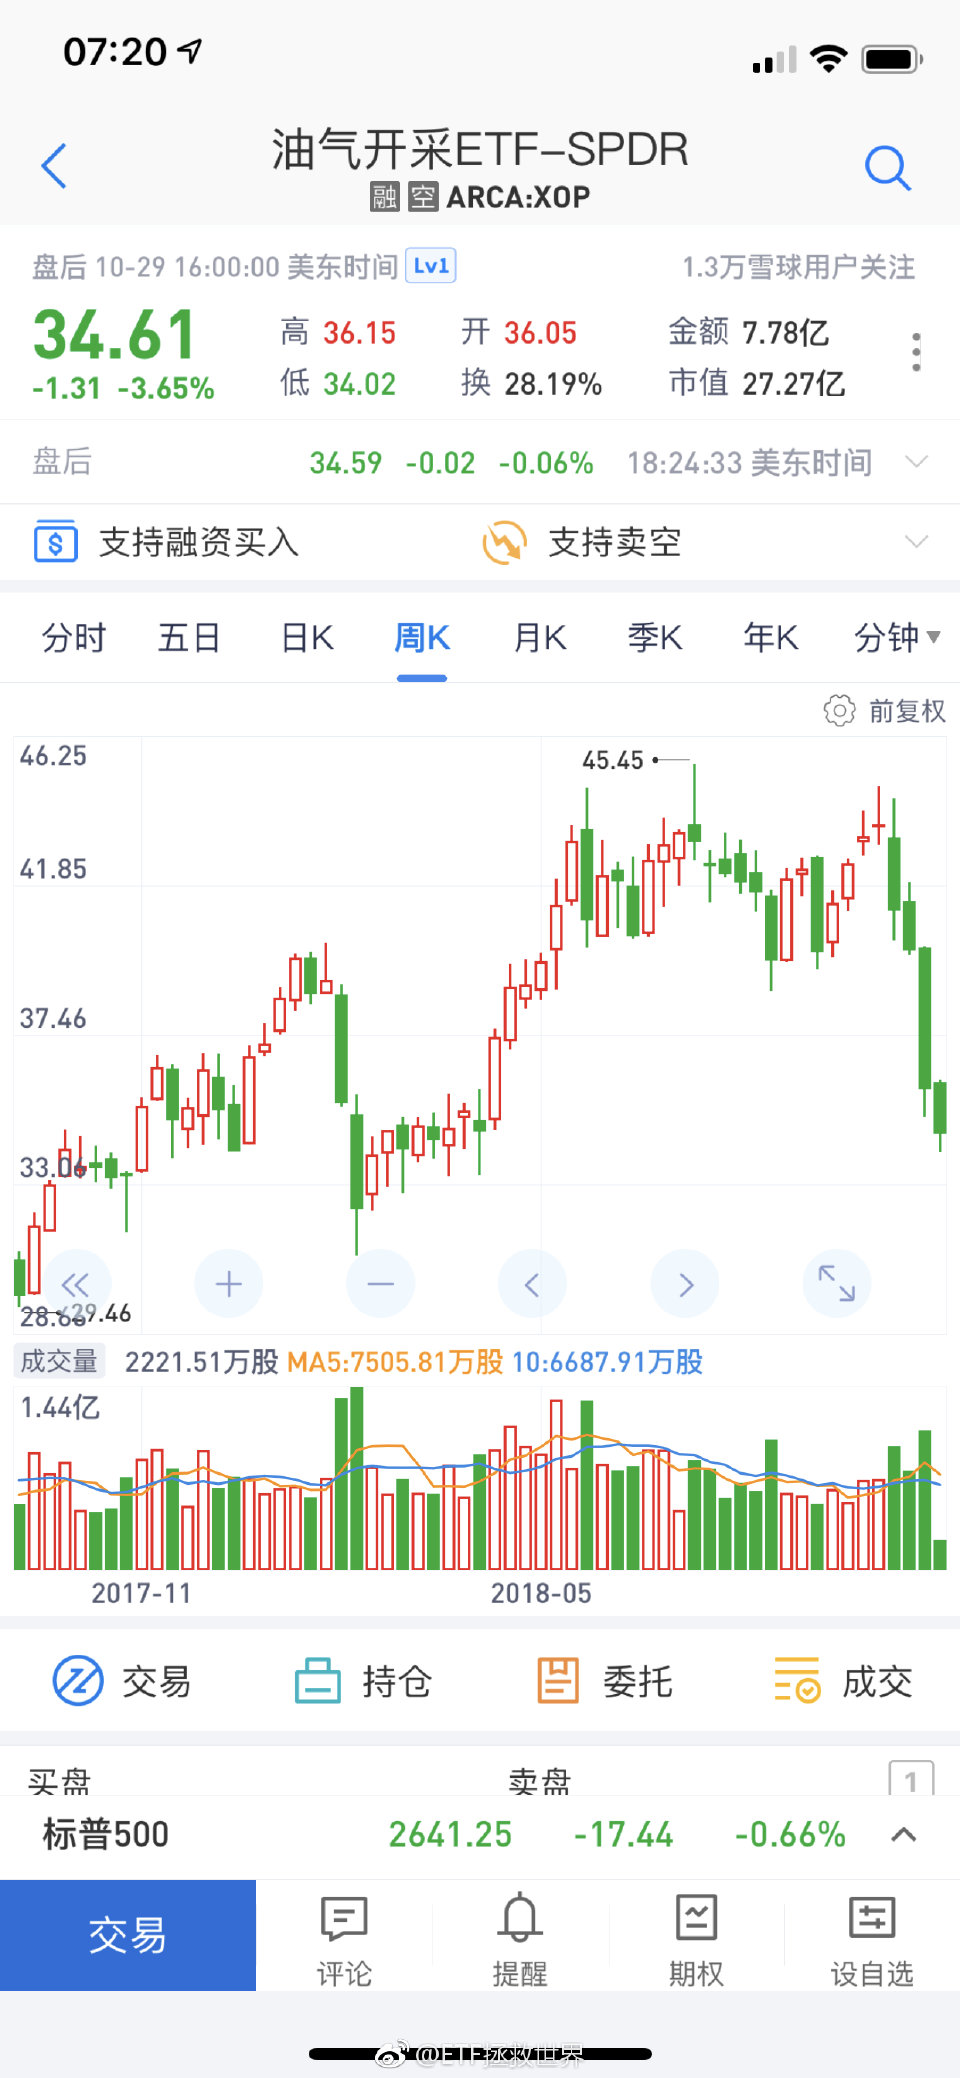 07:20
油气开采ETF-SPDR
融 空 ARCA:XOP
盘后 10-29 16:00:00 美东时间 Lv1 1.3万雪球用户关注
34.61 高 36.15 开 36.05 金额 7.78亿
-1.31 -3.65% 低 34.02 换 28.19% 市值 27.27亿
盘后 34.59 -0.02 -0.06% 18:24:33 美东时间
支持融资买入 支持卖空
分时 五日 日K 周K 月K 季K 年K 分钟
前复权
46.25
45.45
41.85
37.46
33.06
28.66 29.46
成交量 2221.51万股 MA5:7505.81万股 10:6687.91万股
1.44亿
2017-11 2018-05
交易 持仓 委托 成交
买盘 卖盘 1
标普500 2641.25 -17.44 -0.66%
交易 评论 提醒 期权 设自选
@ETF拯救世界